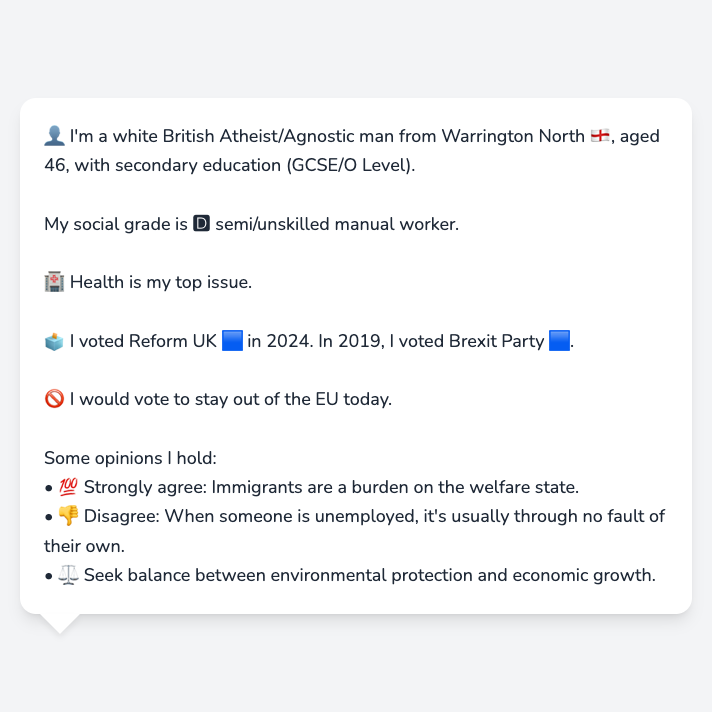 👤 I'm a white British Atheist/Agnostic man from Warrington North 🏴󠁧󠁢󠁥󠁮󠁧󠁿, aged
46, with secondary education (GCSE/O Level).
My social grade is 🅳 semi/unskilled manual worker.
🏥 Health is my top issue.
🗳️ I voted Reform UK 🟦 in 2024. In 2019, I voted Brexit Party 🟦.
🚫 I would vote to stay out of the EU today.
Some opinions I hold:
• 💯 Strongly agree: Immigrants are a burden on the welfare state.
• 👎 Disagree: When someone is unemployed, it's usually through no fault of
their own.
• ⚖️ Seek balance between environmental protection and economic growth.